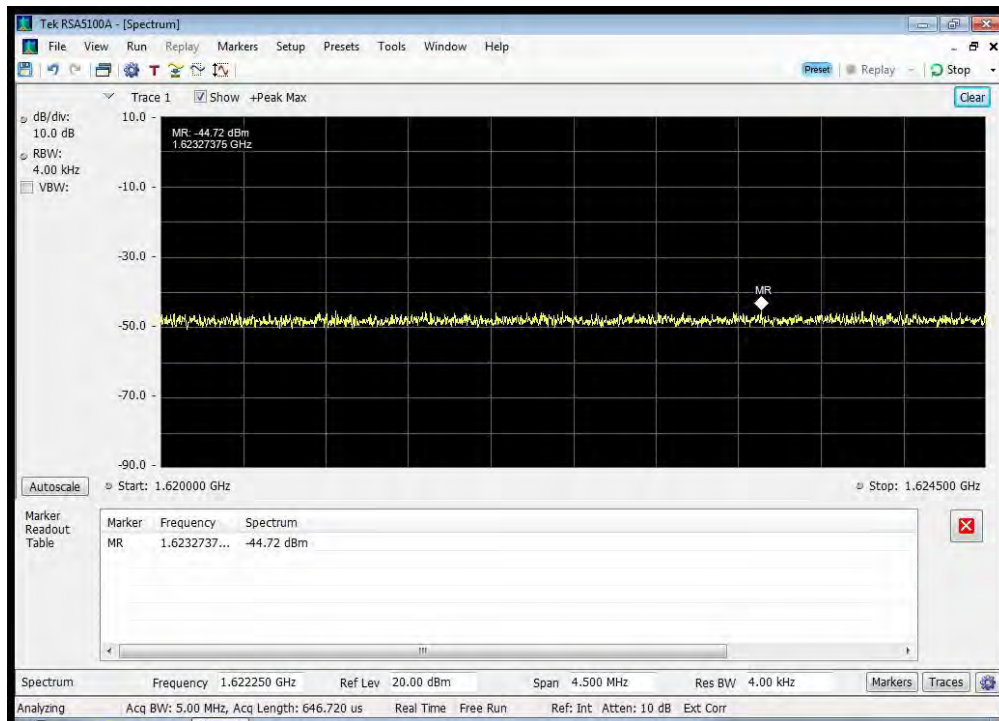 Tek RSA5100A - [Spectrum]
File View Run Replay Markers Setup Presets Tools Window Help
T
Preset Replay Stop
Trace 1 Show +Peak Max Clear
dB/div:
10.0 dB
RBW:
4.00 kHz
VBW:
10.0
-10.0
-30.0
-50.0
-70.0
-90.0
MR: -44.72 dBm
1.62327375 GHz
MR
Autoscale Start: 1.620000 GHz Stop: 1.624500 GHz
Marker
Readout
Table
Marker Frequency Spectrum
MR 1.6232737... -44.72 dBm
Spectrum Frequency 1.622250 GHz Ref Lev 20.00 dBm Span 4.500 MHz Res BW 4.00 kHz Markers Traces
Analyzing Acq BW: 5.00 MHz, Acq Length: 646.720 us Real Time Free Run Ref: Int Atten: 10 dB Ext Corr